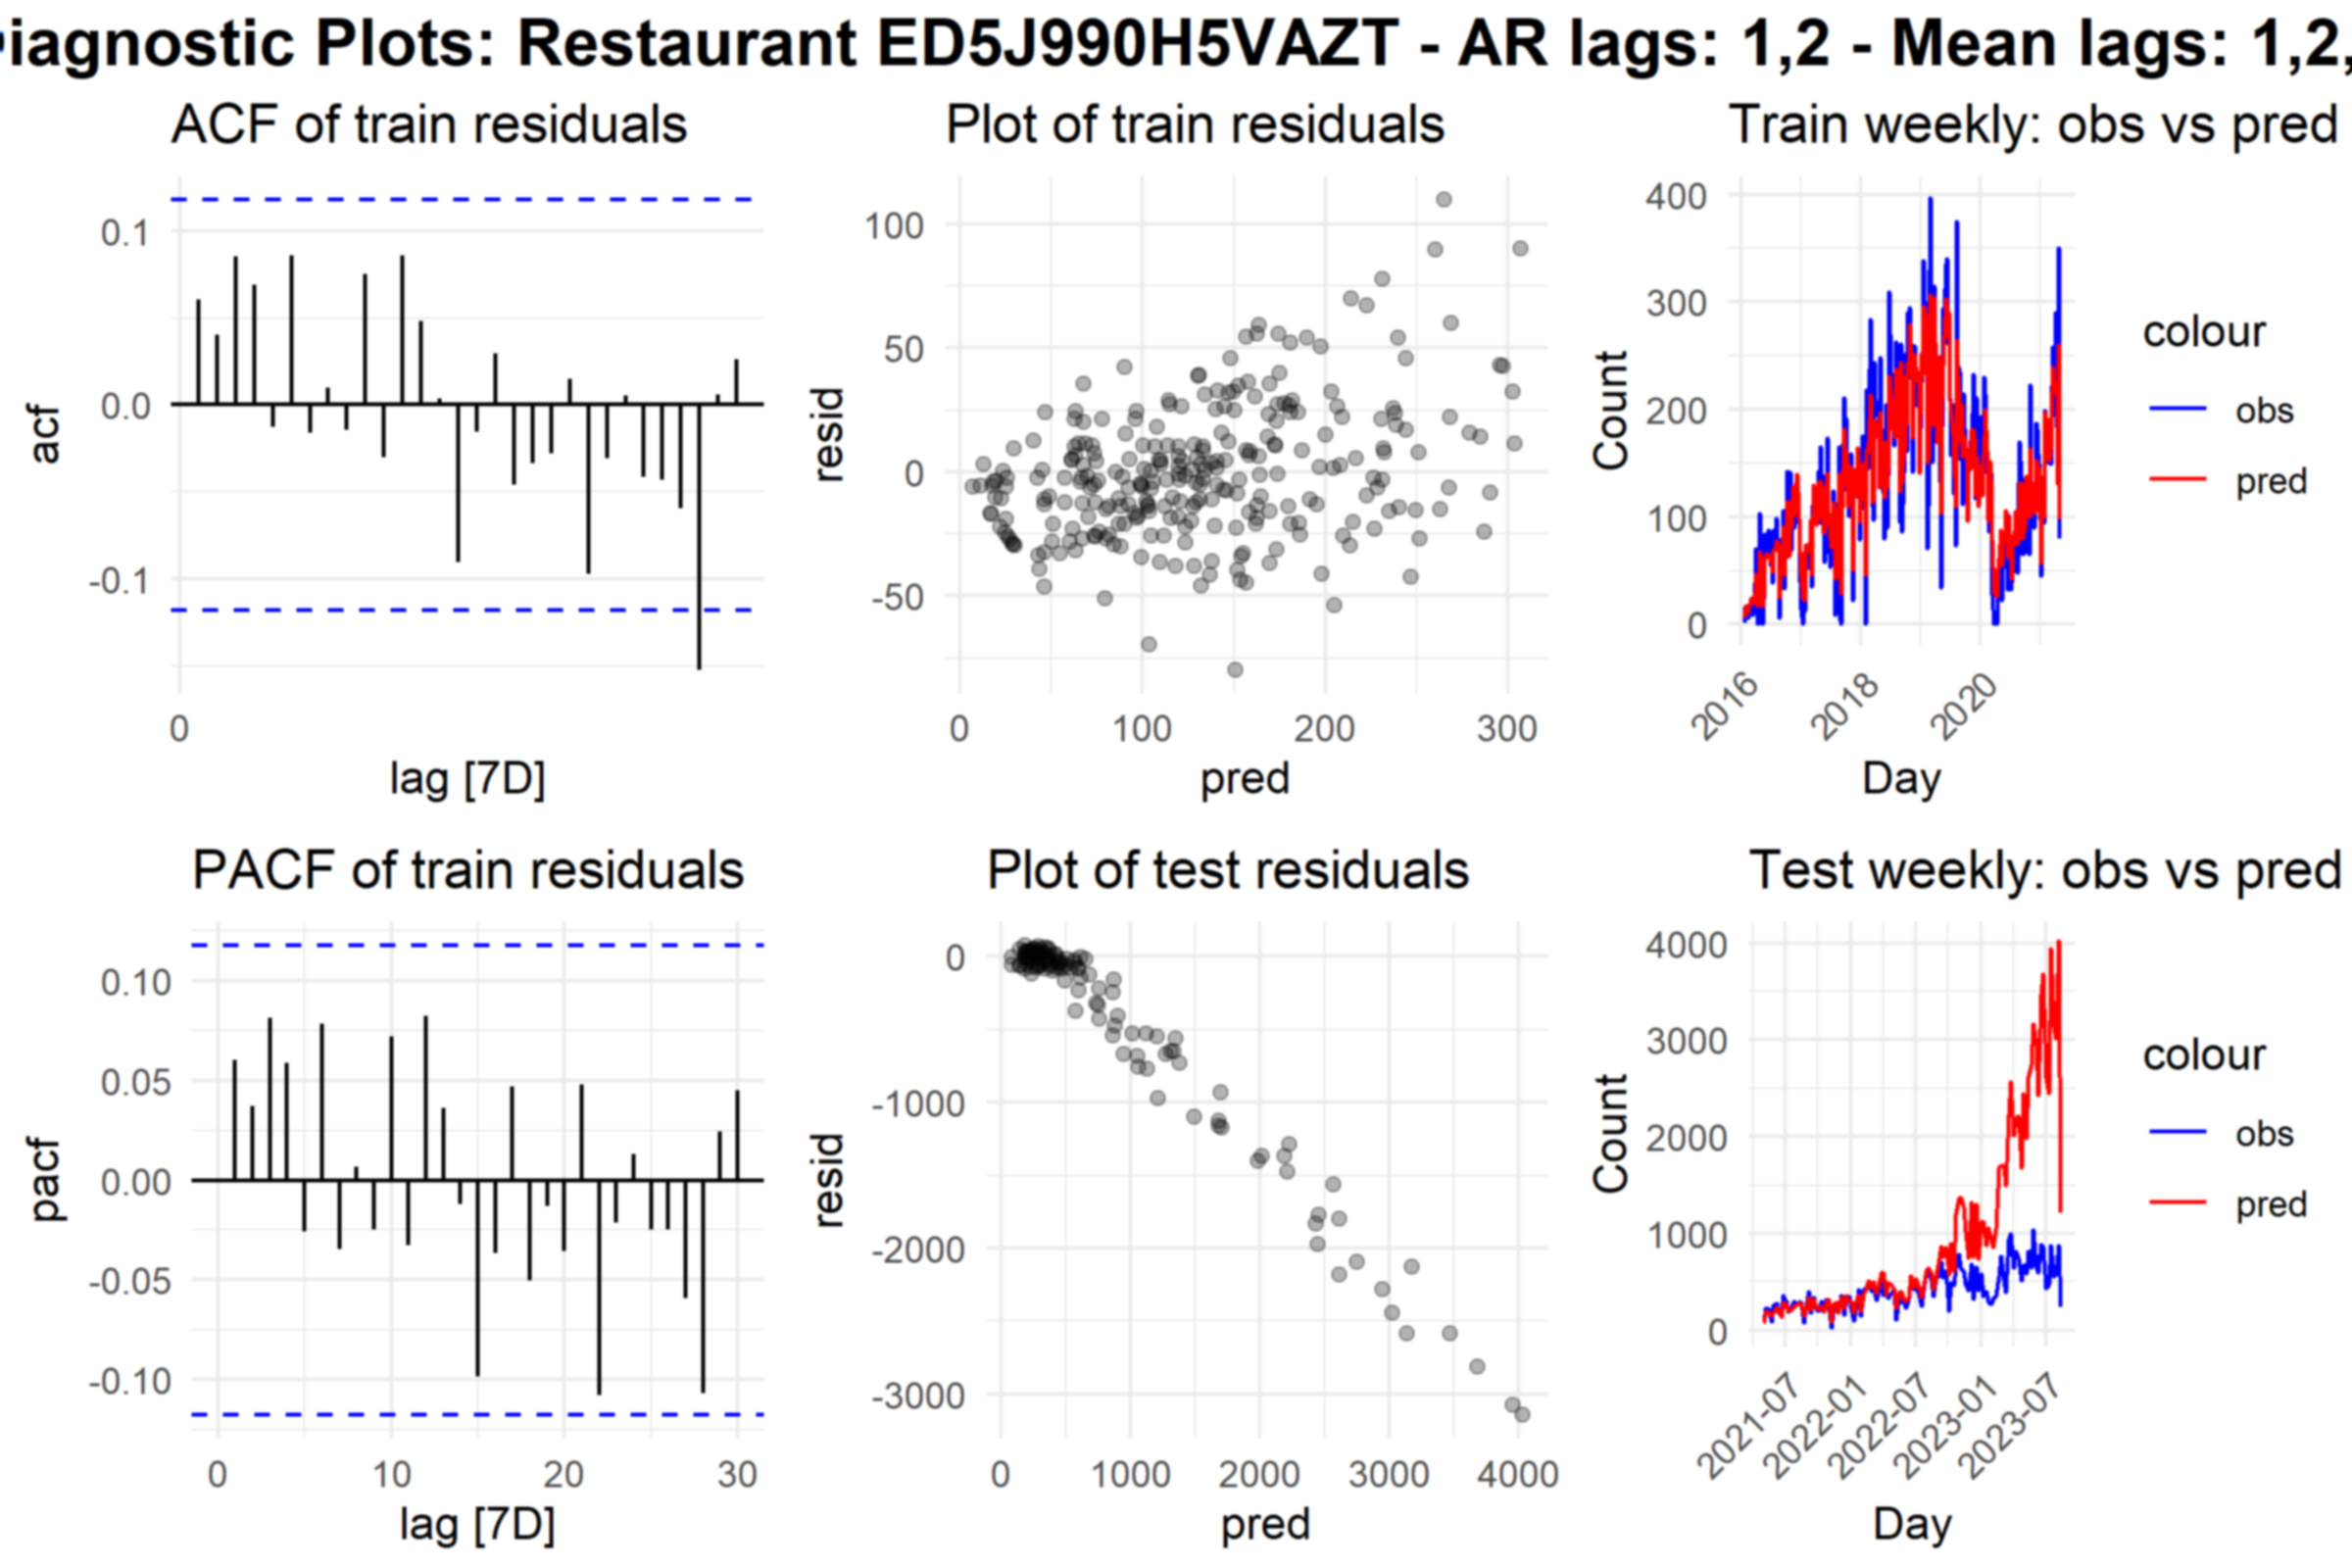 iagnostic Plots: Restaurant ED5J990H5VAZT - AR lags: 1,2 - Mean lags: 1,2,
ACF of train residuals
0.1
0.0
-0.1
acf
0
lag [7D]
Plot of train residuals
100
50
0
-50
resid
0 100 200 300
pred
Train weekly: obs vs pred
400
300
200
100
0
Count
2016 2018 2020
Day
colour
obs
pred
PACF of train residuals
0.10
0.05
0.00
-0.05
-0.10
pacf
0 10 20 30
lag [7D]
Plot of test residuals
0
-1000
-2000
-3000
resid
0 1000 2000 3000 4000
pred
Test weekly: obs vs pred
4000
3000
2000
1000
0
Count
2021-07 2022-01 2022-07 2023-01 2023-07
Day
colour
obs
pred